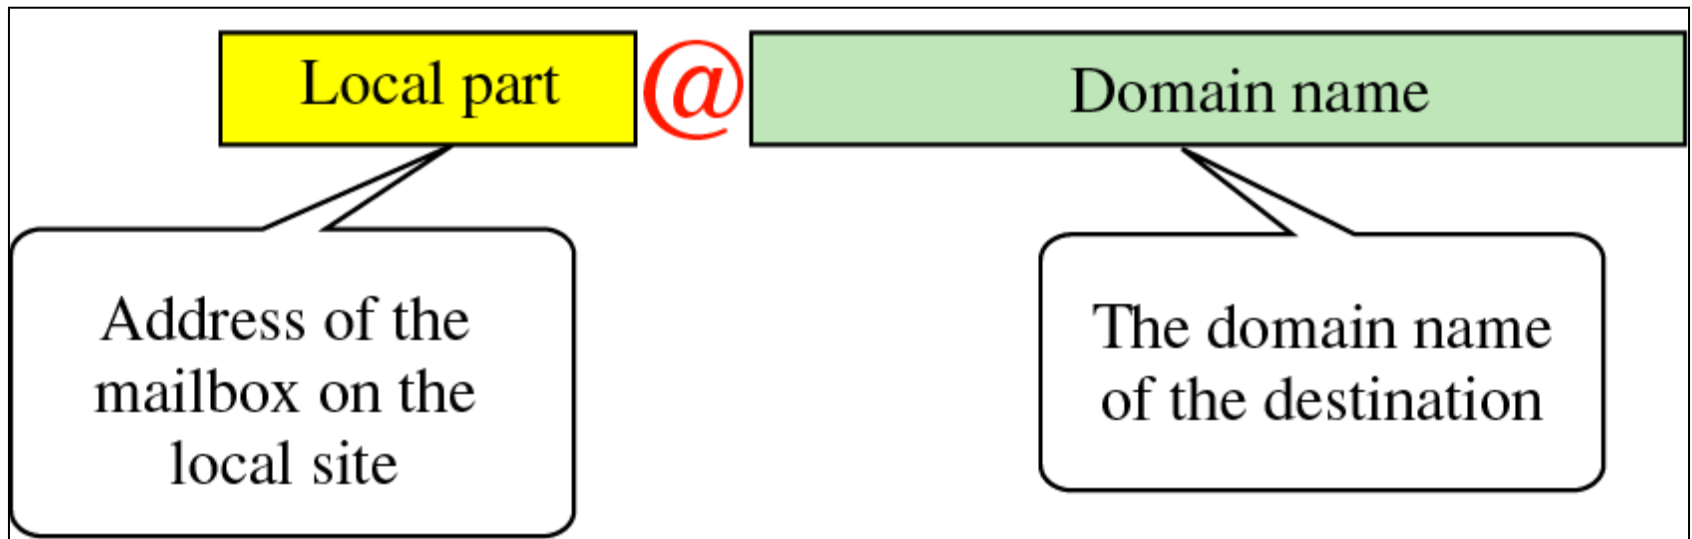 Local part @ Domain name
Address of the
mailbox on the
local site
The domain name
of the destination